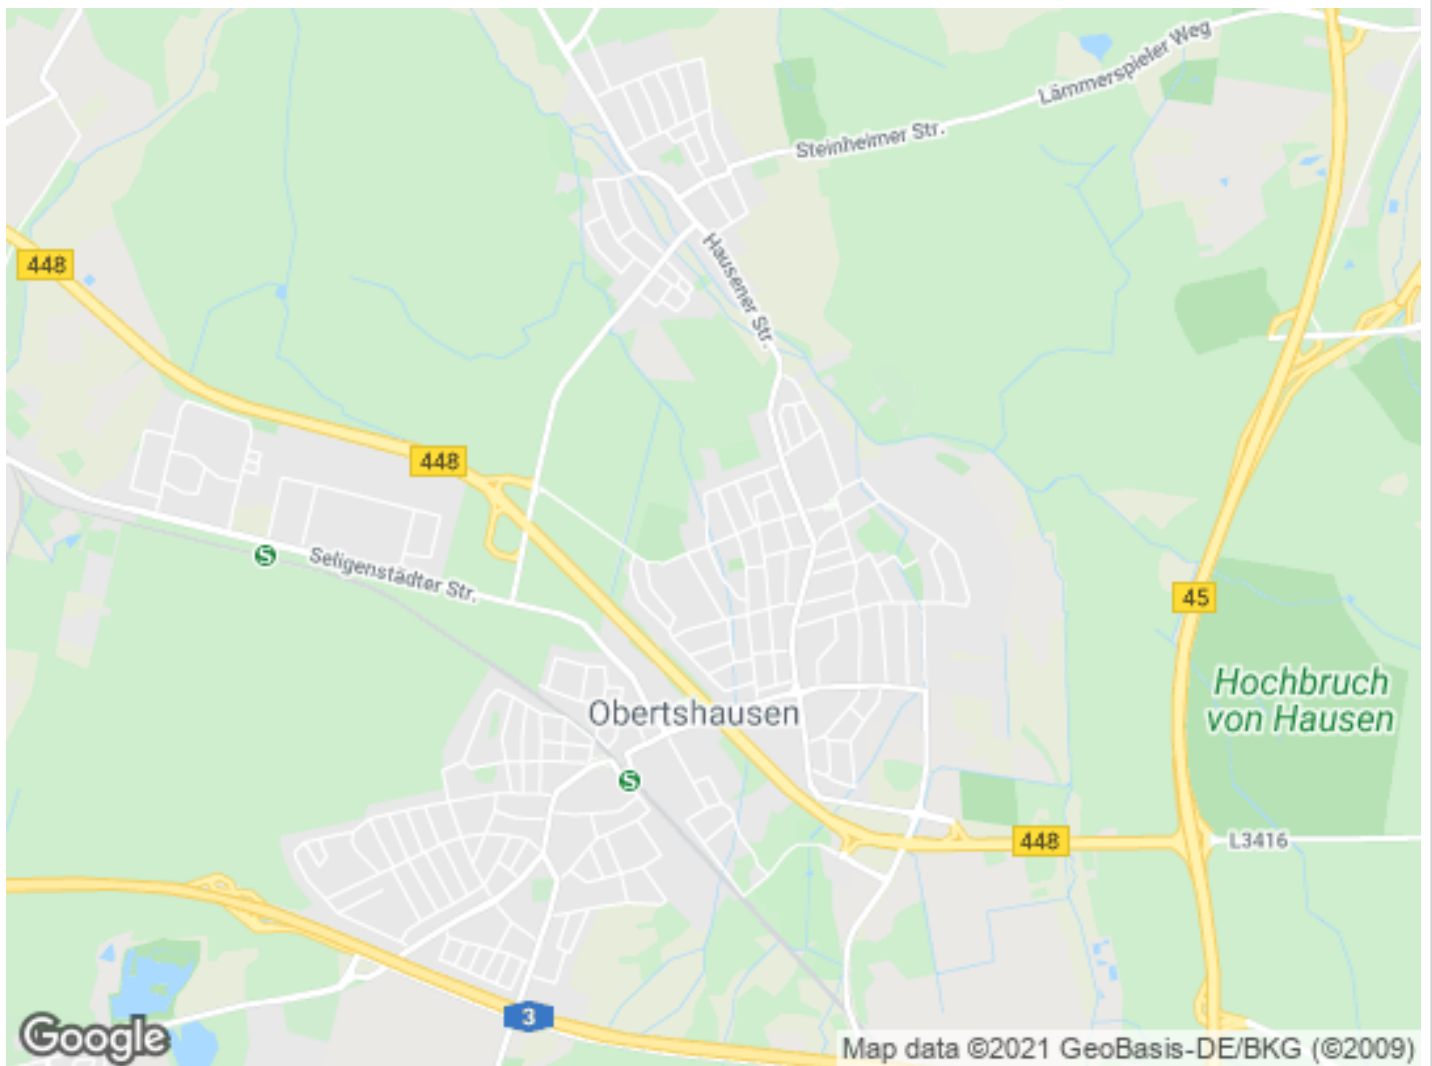 Lämmerspieler Weg
Steinheimer Str.
Hausener Str.
448
448
Seligenstädter Str.
45
Hochbruch
von Hausen
Obertshausen
448
L3416
3
Google
Map data ©2021 GeoBasis-DE/BKG (©2009)
S
S